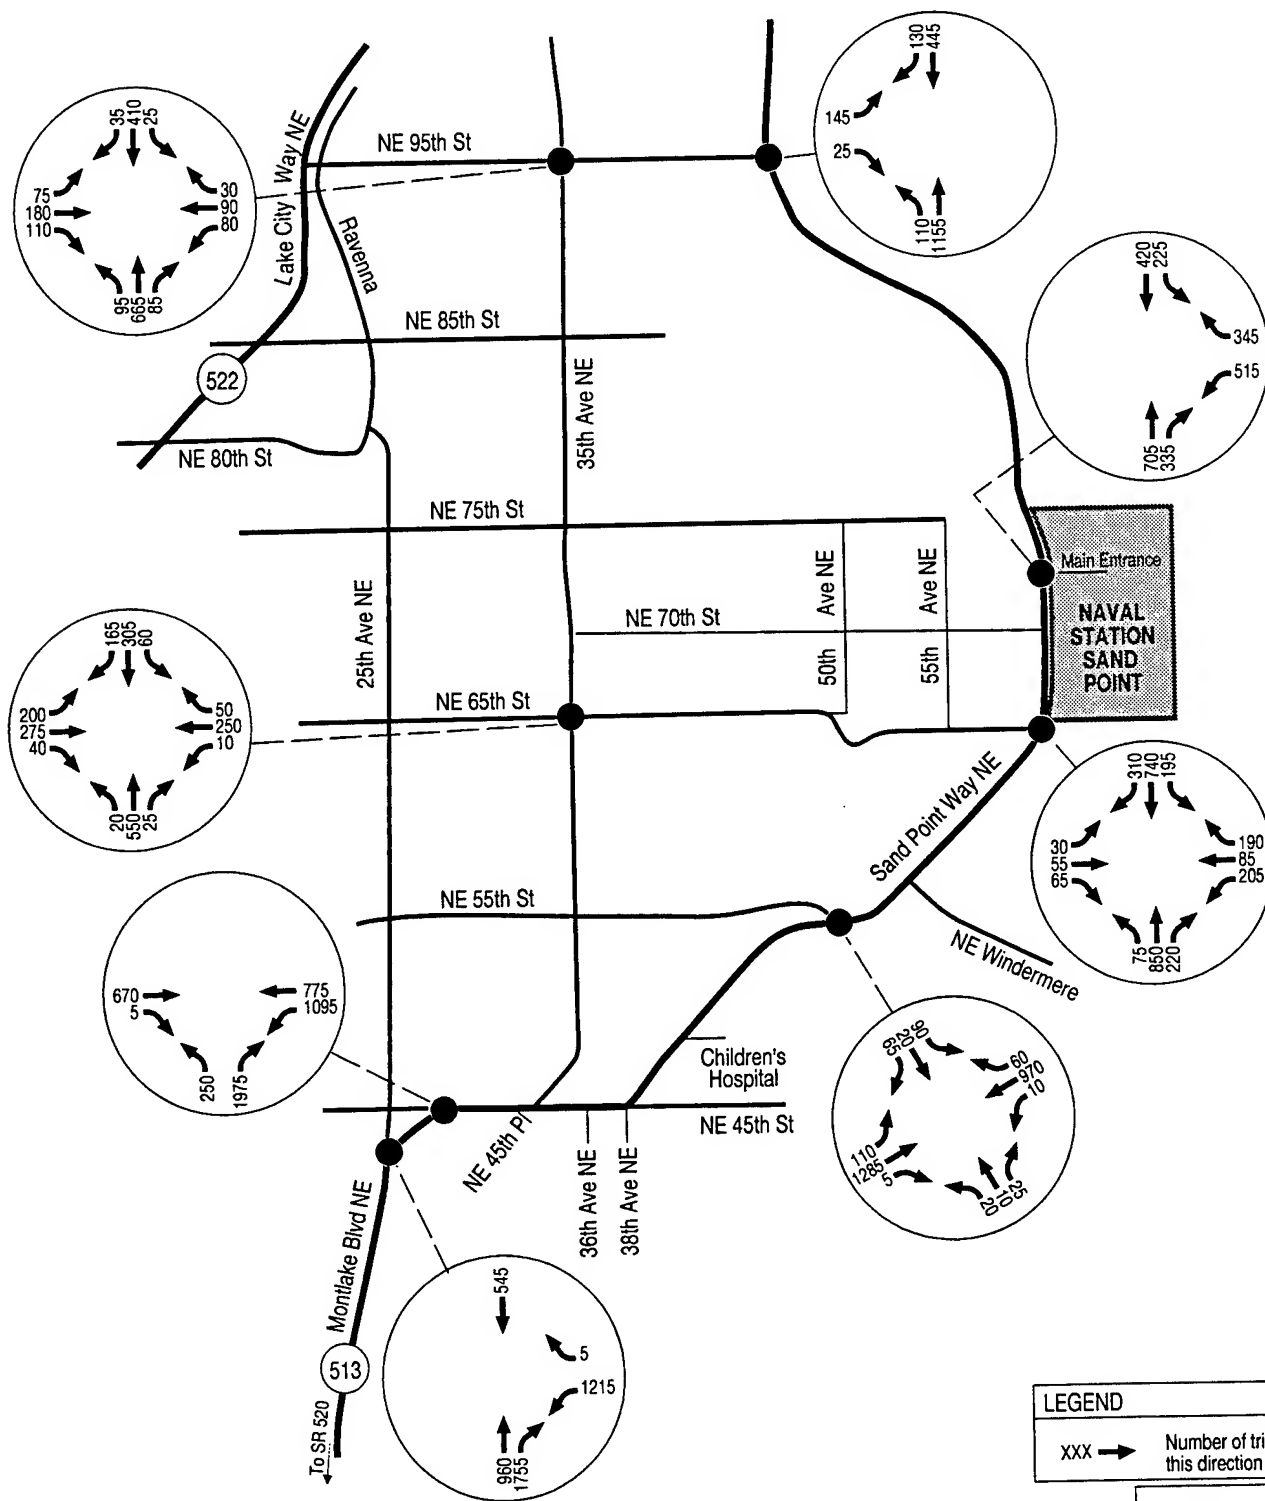 130
445
145
25
110
1155
35
410
25
75
180
110
30
90
80
95
665
85
NE 95th St
Lake City Way NE
Ravenna
420
225
345
515
705
335
NE 85th St
522
35th Ave NE
NE 80th St
NE 75th St
Main Entrance
50th Ave NE
55th Ave NE
NAVAL
STATION
SAND
POINT
25th Ave NE
NE 70th St
165
305
60
200
275
40
50
250
10
20
550
25
NE 65th St
310
740
195
30
55
65
190
85
205
75
850
220
Sand Point Way NE
NE 55th St
NE Windermere
670
5
775
1095
250
1975
Children's
Hospital
65
20
90
60
970
10
110
1285
5
20
10
25
NE 45th Pl
NE 45th St
36th Ave NE
38th Ave NE
Montlake Blvd NE
513
To SR 520
545
5
1215
960
1755
LEGEND
XXX
Number of tri
this direction